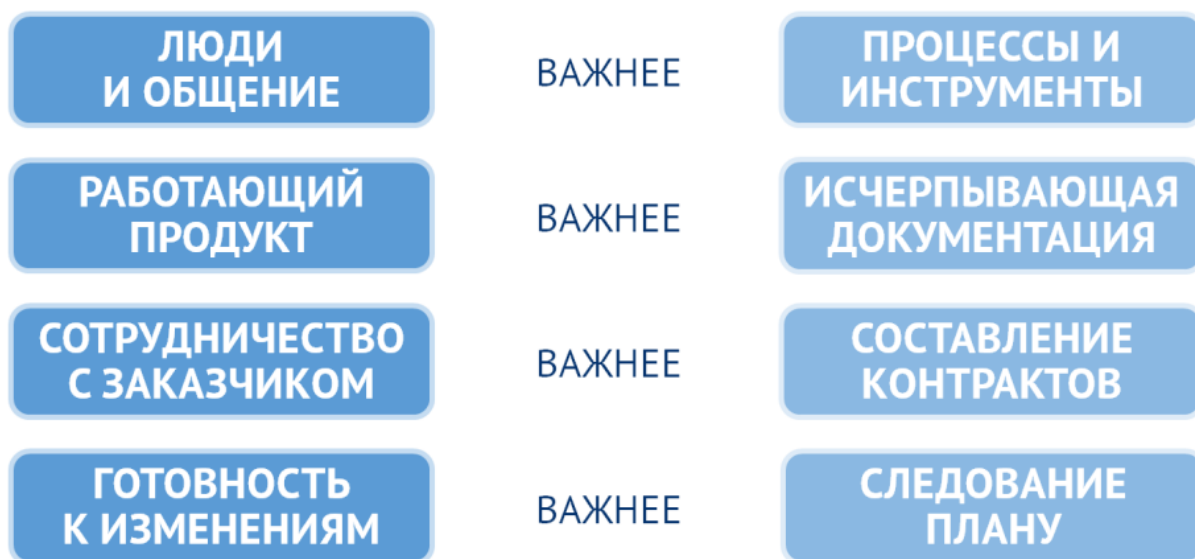 ЛЮДИ
И ОБЩЕНИЕ
ВАЖНЕЕ
ПРОЦЕССЫ И
ИНСТРУМЕНТЫ
РАБОТАЮЩИЙ
ПРОДУКТ
ВАЖНЕЕ
ИСЧЕРПЫВАЮЩАЯ
ДОКУМЕНТАЦИЯ
СОТРУДНИЧЕСТВО
С ЗАКАЗЧИКОМ
ВАЖНЕЕ
СОСТАВЛЕНИЕ
КОНТРАКТОВ
ГОТОВНОСТЬ
К ИЗМЕНЕНИЯМ
ВАЖНЕЕ
СЛЕДОВАНИЕ
ПЛАНУ